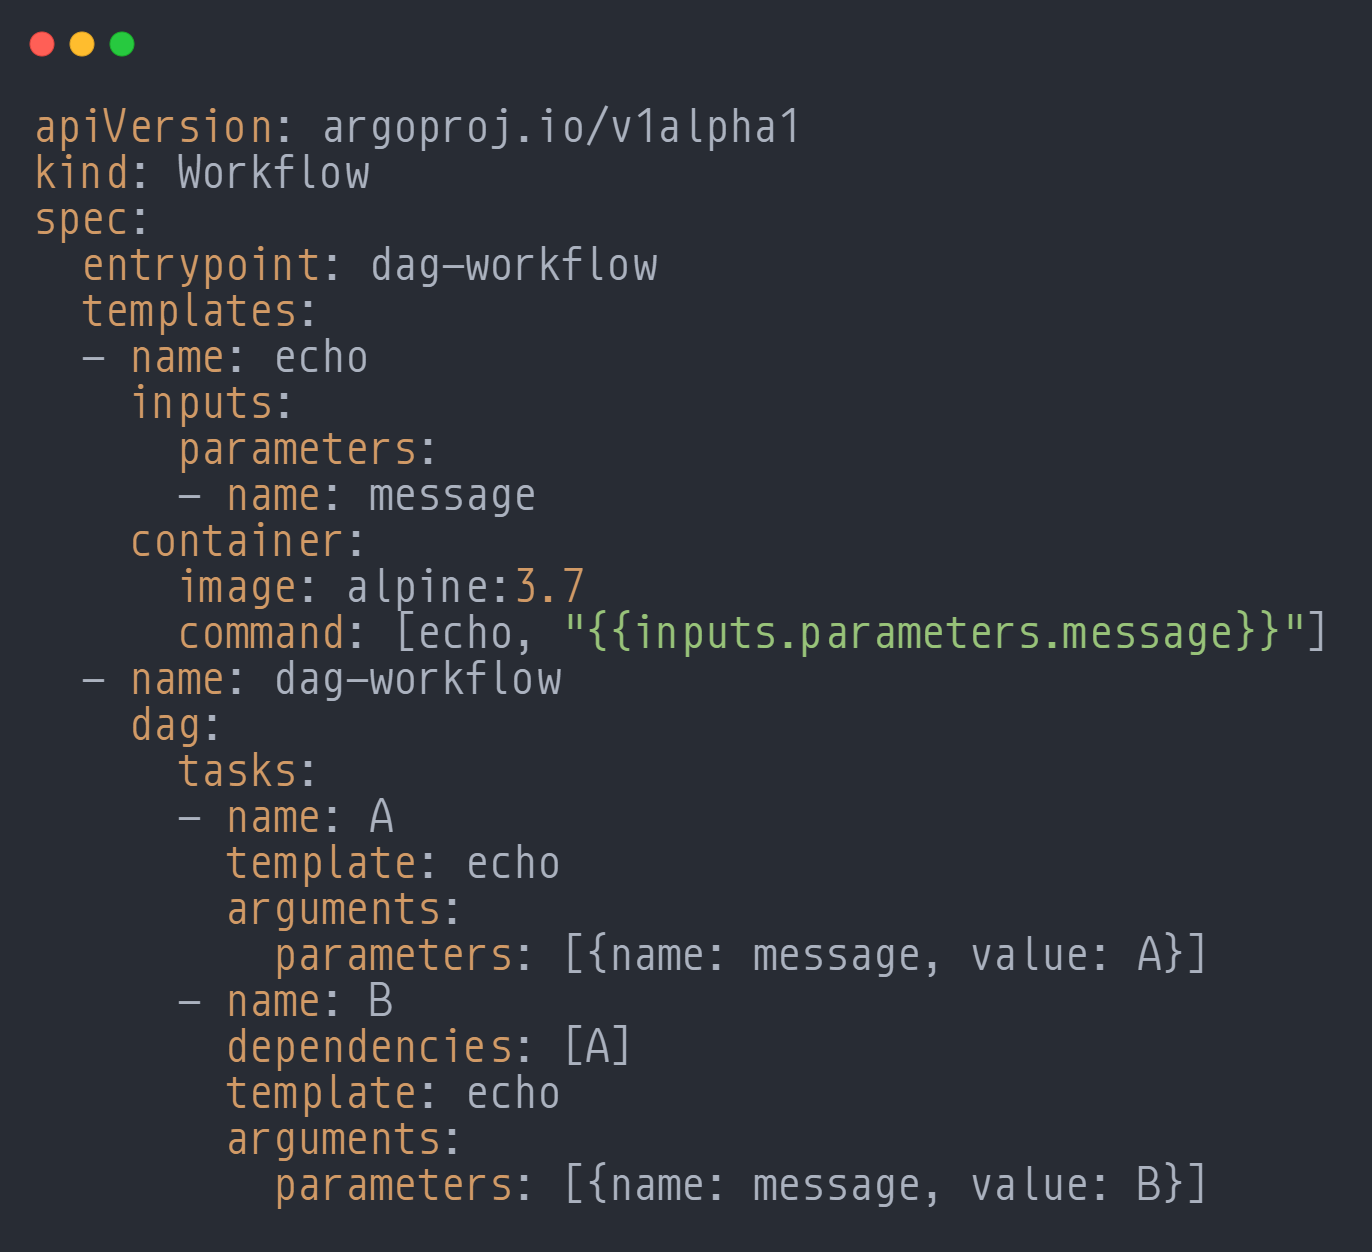 apiVersion: argoproj.io/v1alpha1
kind: Workflow
spec:
  entrypoint: dag-workflow
  templates:
  - name: echo
    inputs:
      parameters:
      - name: message
    container:
      image: alpine:3.7
      command: [echo, "{{inputs.parameters.message}}"]
  - name: dag-workflow
    dag:
      tasks:
      - name: A
        template: echo
        arguments:
          parameters: [{name: message, value: A}]
      - name: B
        dependencies: [A]
        template: echo
        arguments:
          parameters: [{name: message, value: B}]